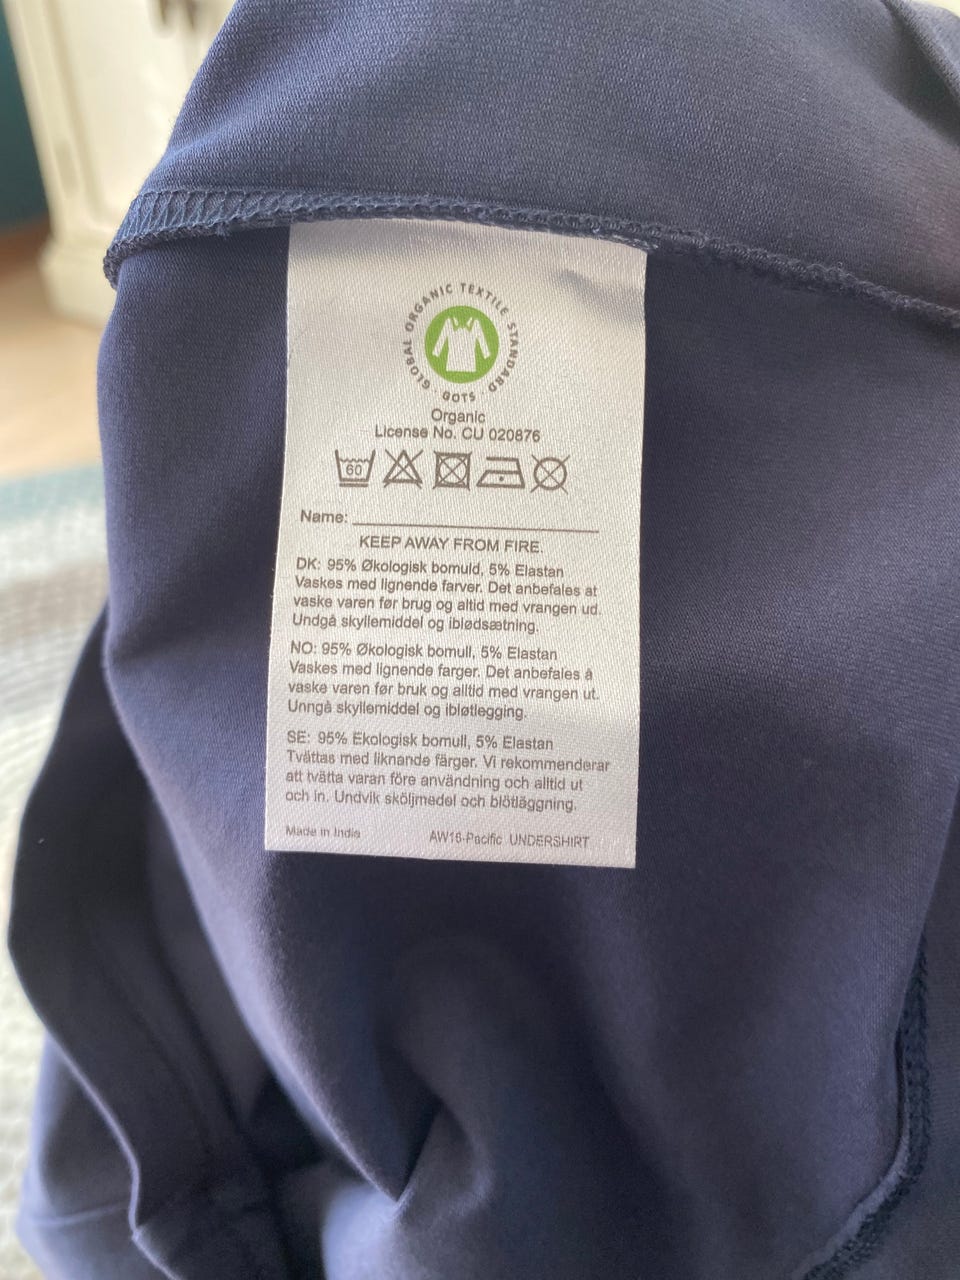 GLOBAL ORGANIC TEXTILE STANDARD · GOTS ·
Organic
License No. CU 020876
60
Name:
KEEP AWAY FROM FIRE.
DK: 95% Økologisk bomuld, 5% Elastan
Vaskes med lignende farver. Det anbefales at
vaske varen før brug og altid med vrangen ud.
Undgå skyllemiddel og iblødsætning.
NO: 95% Økologisk bomull, 5% Elastan
Vaskes med lignende farger. Det anbefales å
vaske varen før bruk og alltid med vrangen ut.
Unngå skyllemiddel og ibløtlegging.
SE: 95% Ekologisk bomull, 5% Elastan
Tvättas med liknande färger. Vi rekommenderar
att tvätta varan före användning och alltid ut
och in. Undvik sköljmedel och blötläggning.
Made in India AW16-Pacific UNDERSHIRT